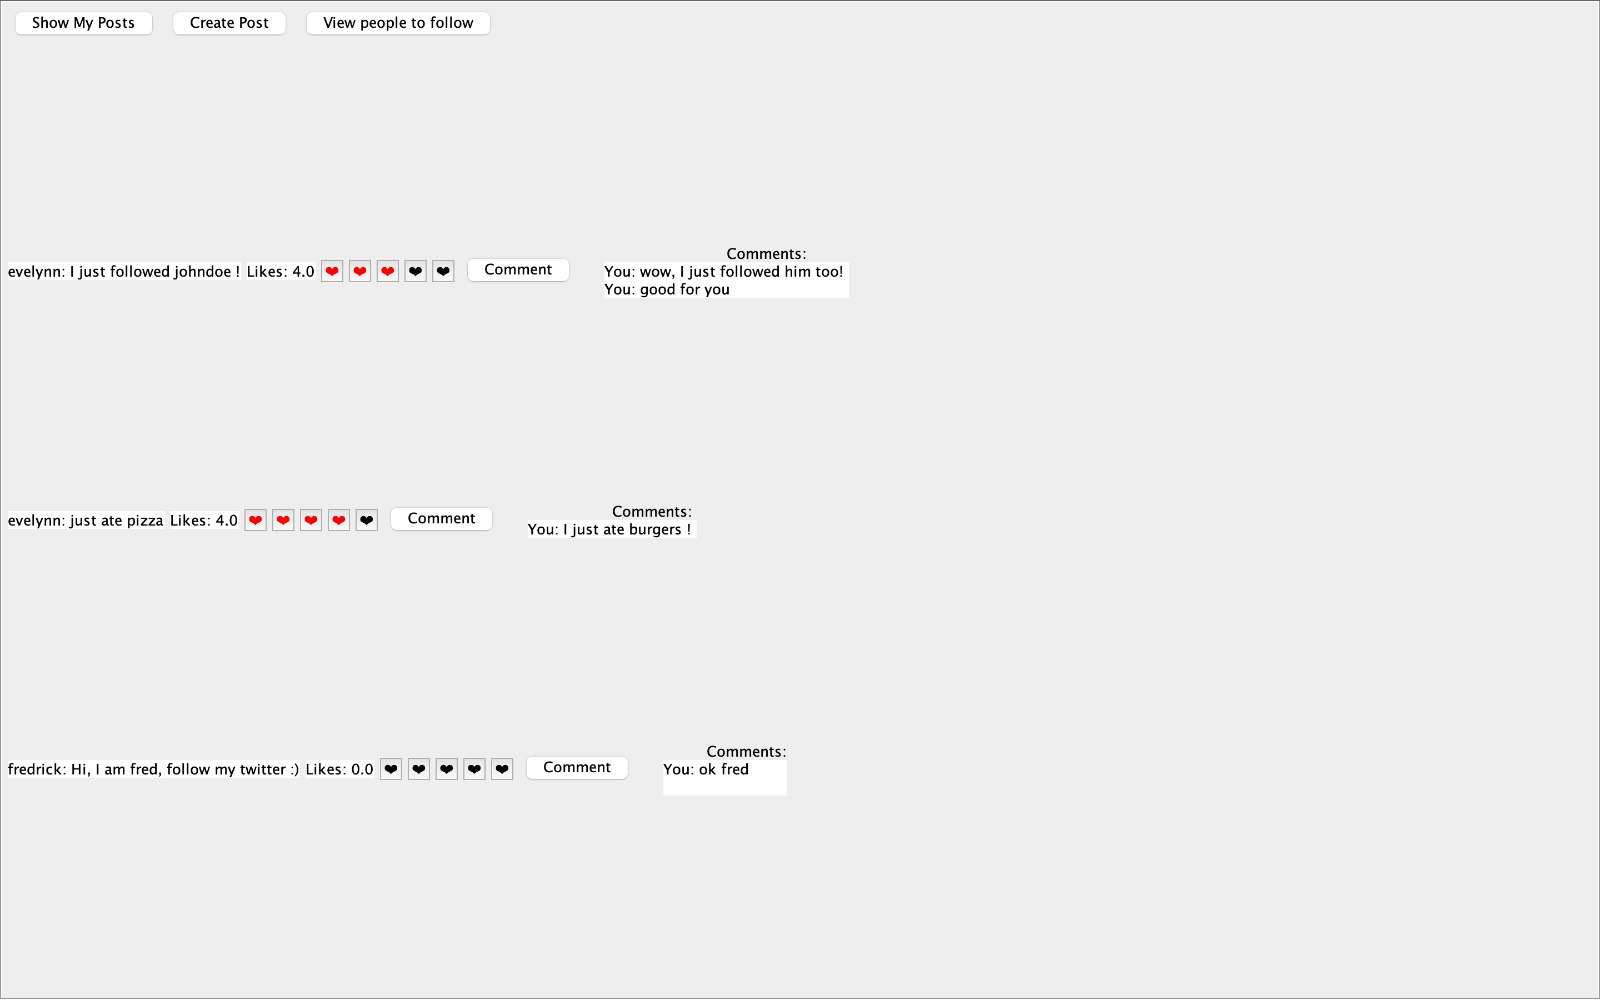 Show My Posts Create Post View people to follow
Comments:
evelynn: I just followed johndoe ! Likes: 4.0 ❤ ❤ ❤ ❤ ❤ Comment You: wow, I just followed him too!
You: good for you
Comments:
evelynn: just ate pizza Likes: 4.0 ❤ ❤ ❤ ❤ ❤ Comment You: I just ate burgers !
Comments:
fredrick: Hi, I am fred, follow my twitter :) Likes: 0.0 ❤ ❤ ❤ ❤ ❤ Comment You: ok fred